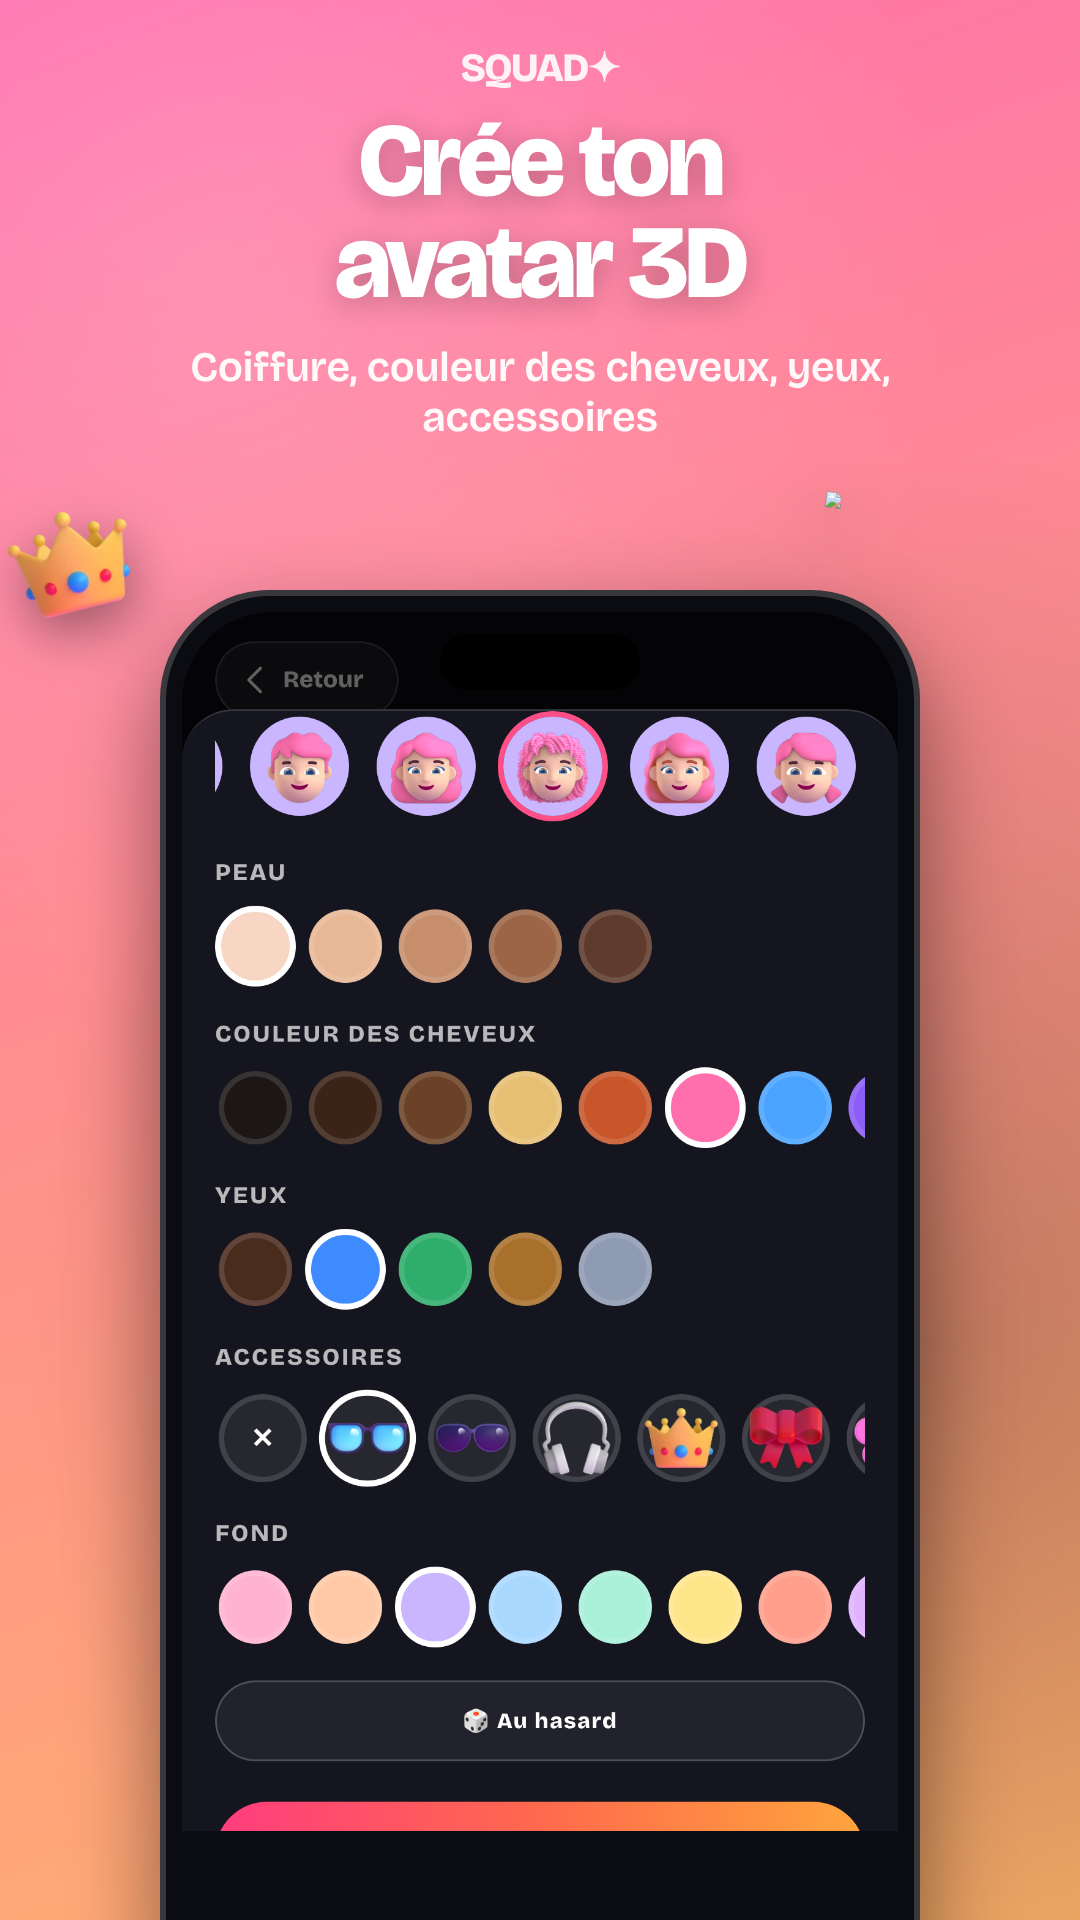 SQUAD✦
Crée ton
avatar 3D
Coiffure, couleur des cheveux, yeux,
accessoires
Retour
PEAU
COULEUR DES CHEVEUX
YEUX
ACCESSOIRES
FOND
🎲 Au hasard